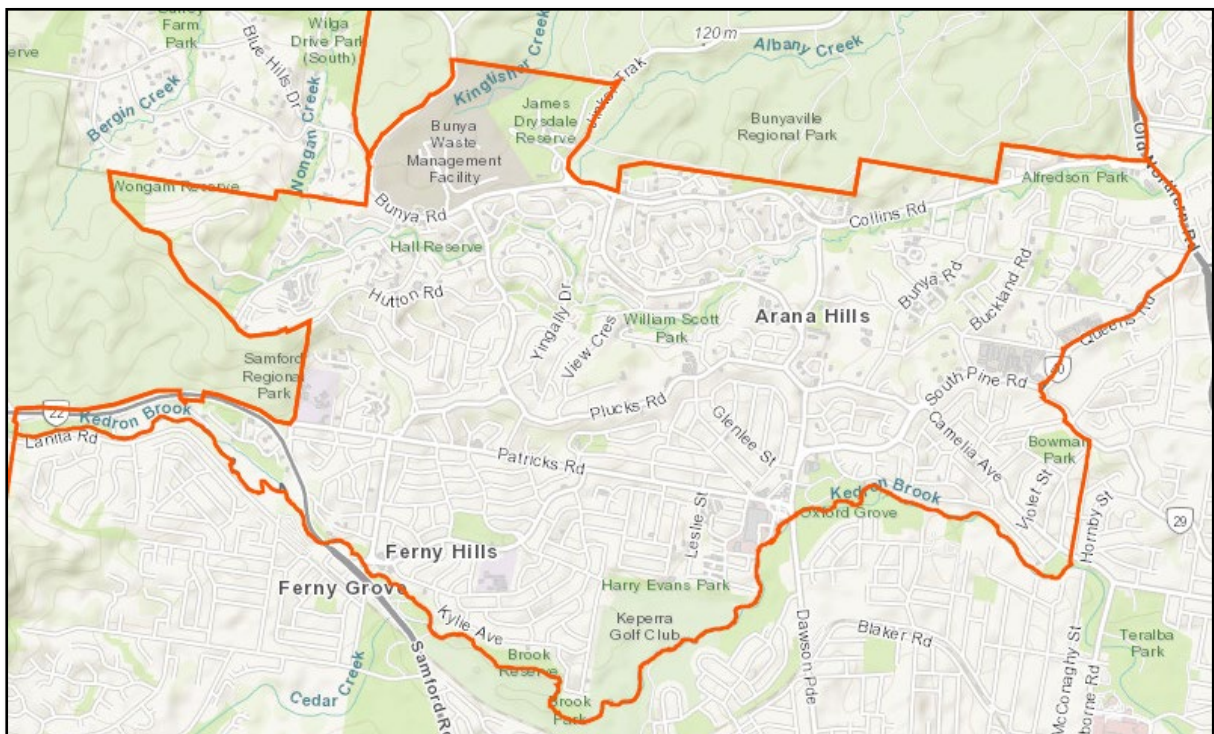 Farm
Park
Wilga
Drive Park
(South)
Blue Hills Dr
Bergin Creek
Nongan Creek
Kingfisher Creek
120 m
Albany Creek
Trak
James
Drysdale
Reserve
Bunya
Waste
Management
Facility
Bunyaville
Regional Park
Old Northern Rd
Wongam Reserve
Alfredson Park
Bunya Rd
Collins Rd
Hall Reserve
Hutton Rd
Yingally Dr
View Cres
William Scott
Park
Arana Hills
Bunya Rd
Buckland Rd
Queens Rd
Samford
Regional
Park
South Pine Rd
Plucks Rd
Glenlee St
Camelia Ave
Bowman
Park
22
Kedron Brook
Lanita Rd
Patricks Rd
Kedron Brook
Oxford Grove
Violet St
Hornby St
29
Leslie St
Ferny Hills
Ferny Grove
Harry Evans Park
Keperra
Golf Club
Kylie Ave
Dawson Pde
Blaker Rd
Teralba
Park
Brook
Reserve
Cedar Creek
Brook
Park
Samford Rd
McConaghy St
borne Rd